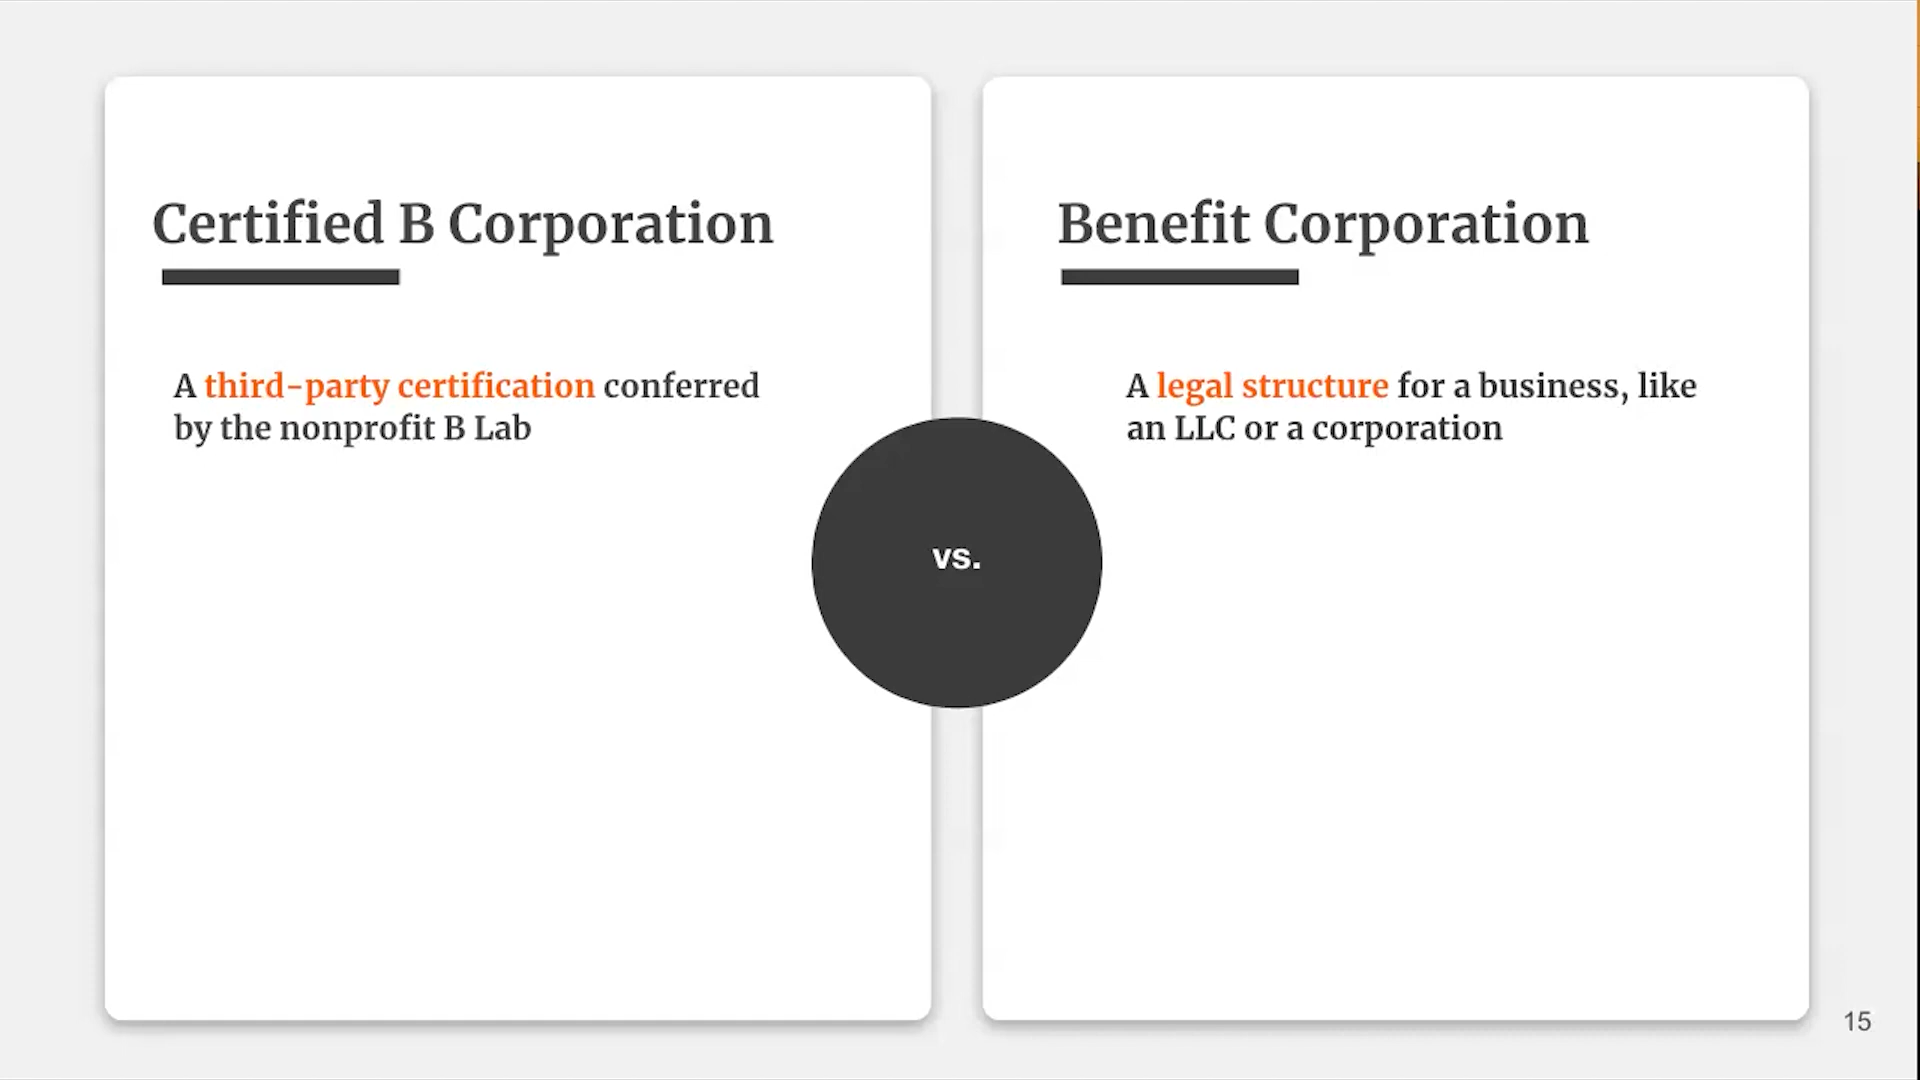 Certified B Corporation
A third-party certification conferred
by the nonprofit B Lab
vs.
Benefit Corporation
A legal structure for a business, like
an LLC or a corporation
15